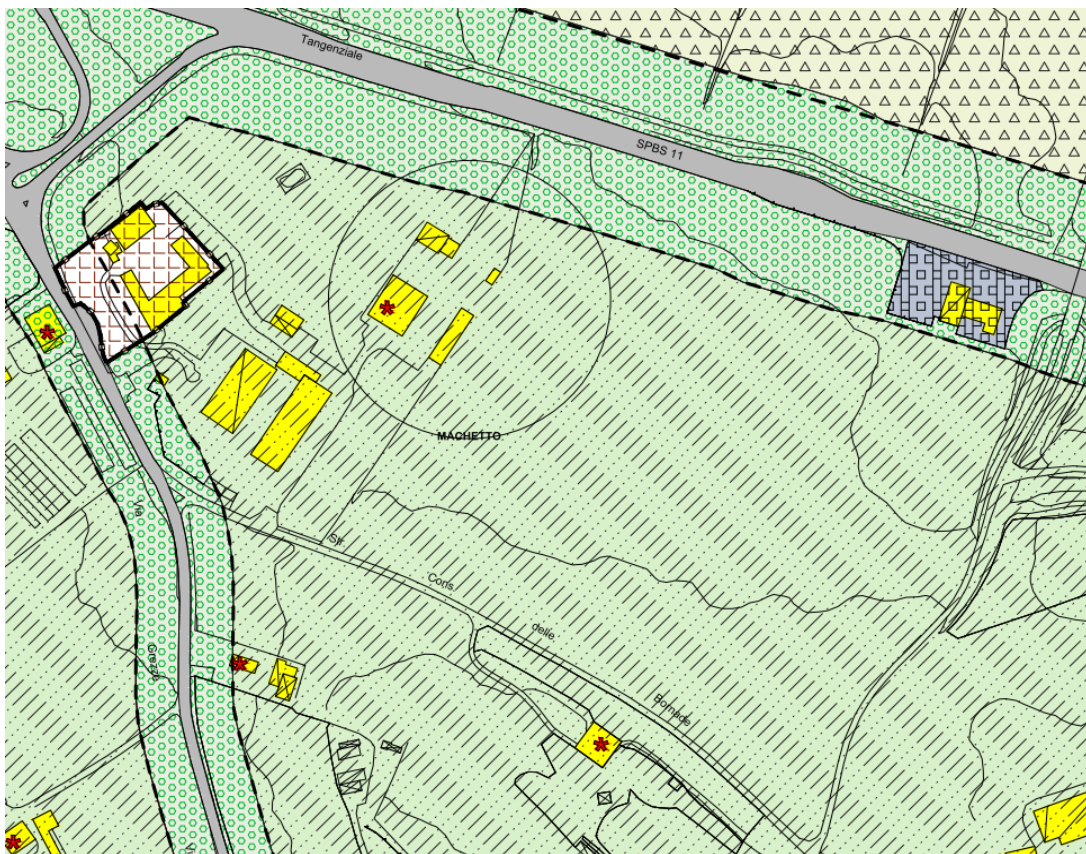 Tangenziale
SPBS 11
MACHETTO
Via
Str.
Cons.
delle
Bornade
Grezze